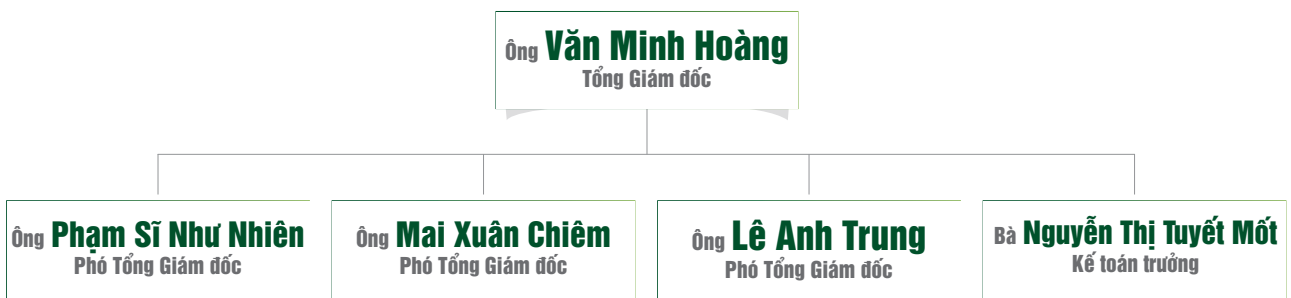 Ông Văn Minh Hoàng
Tổng Giám đốc
Ông Phạm Sĩ Như Nhiên
Phó Tổng Giám đốc
Ông Mai Xuân Chiêm
Phó Tổng Giám đốc
Ông Lê Anh Trung
Phó Tổng Giám đốc
Bà Nguyễn Thị Tuyết Mốt
Kế toán trưởng